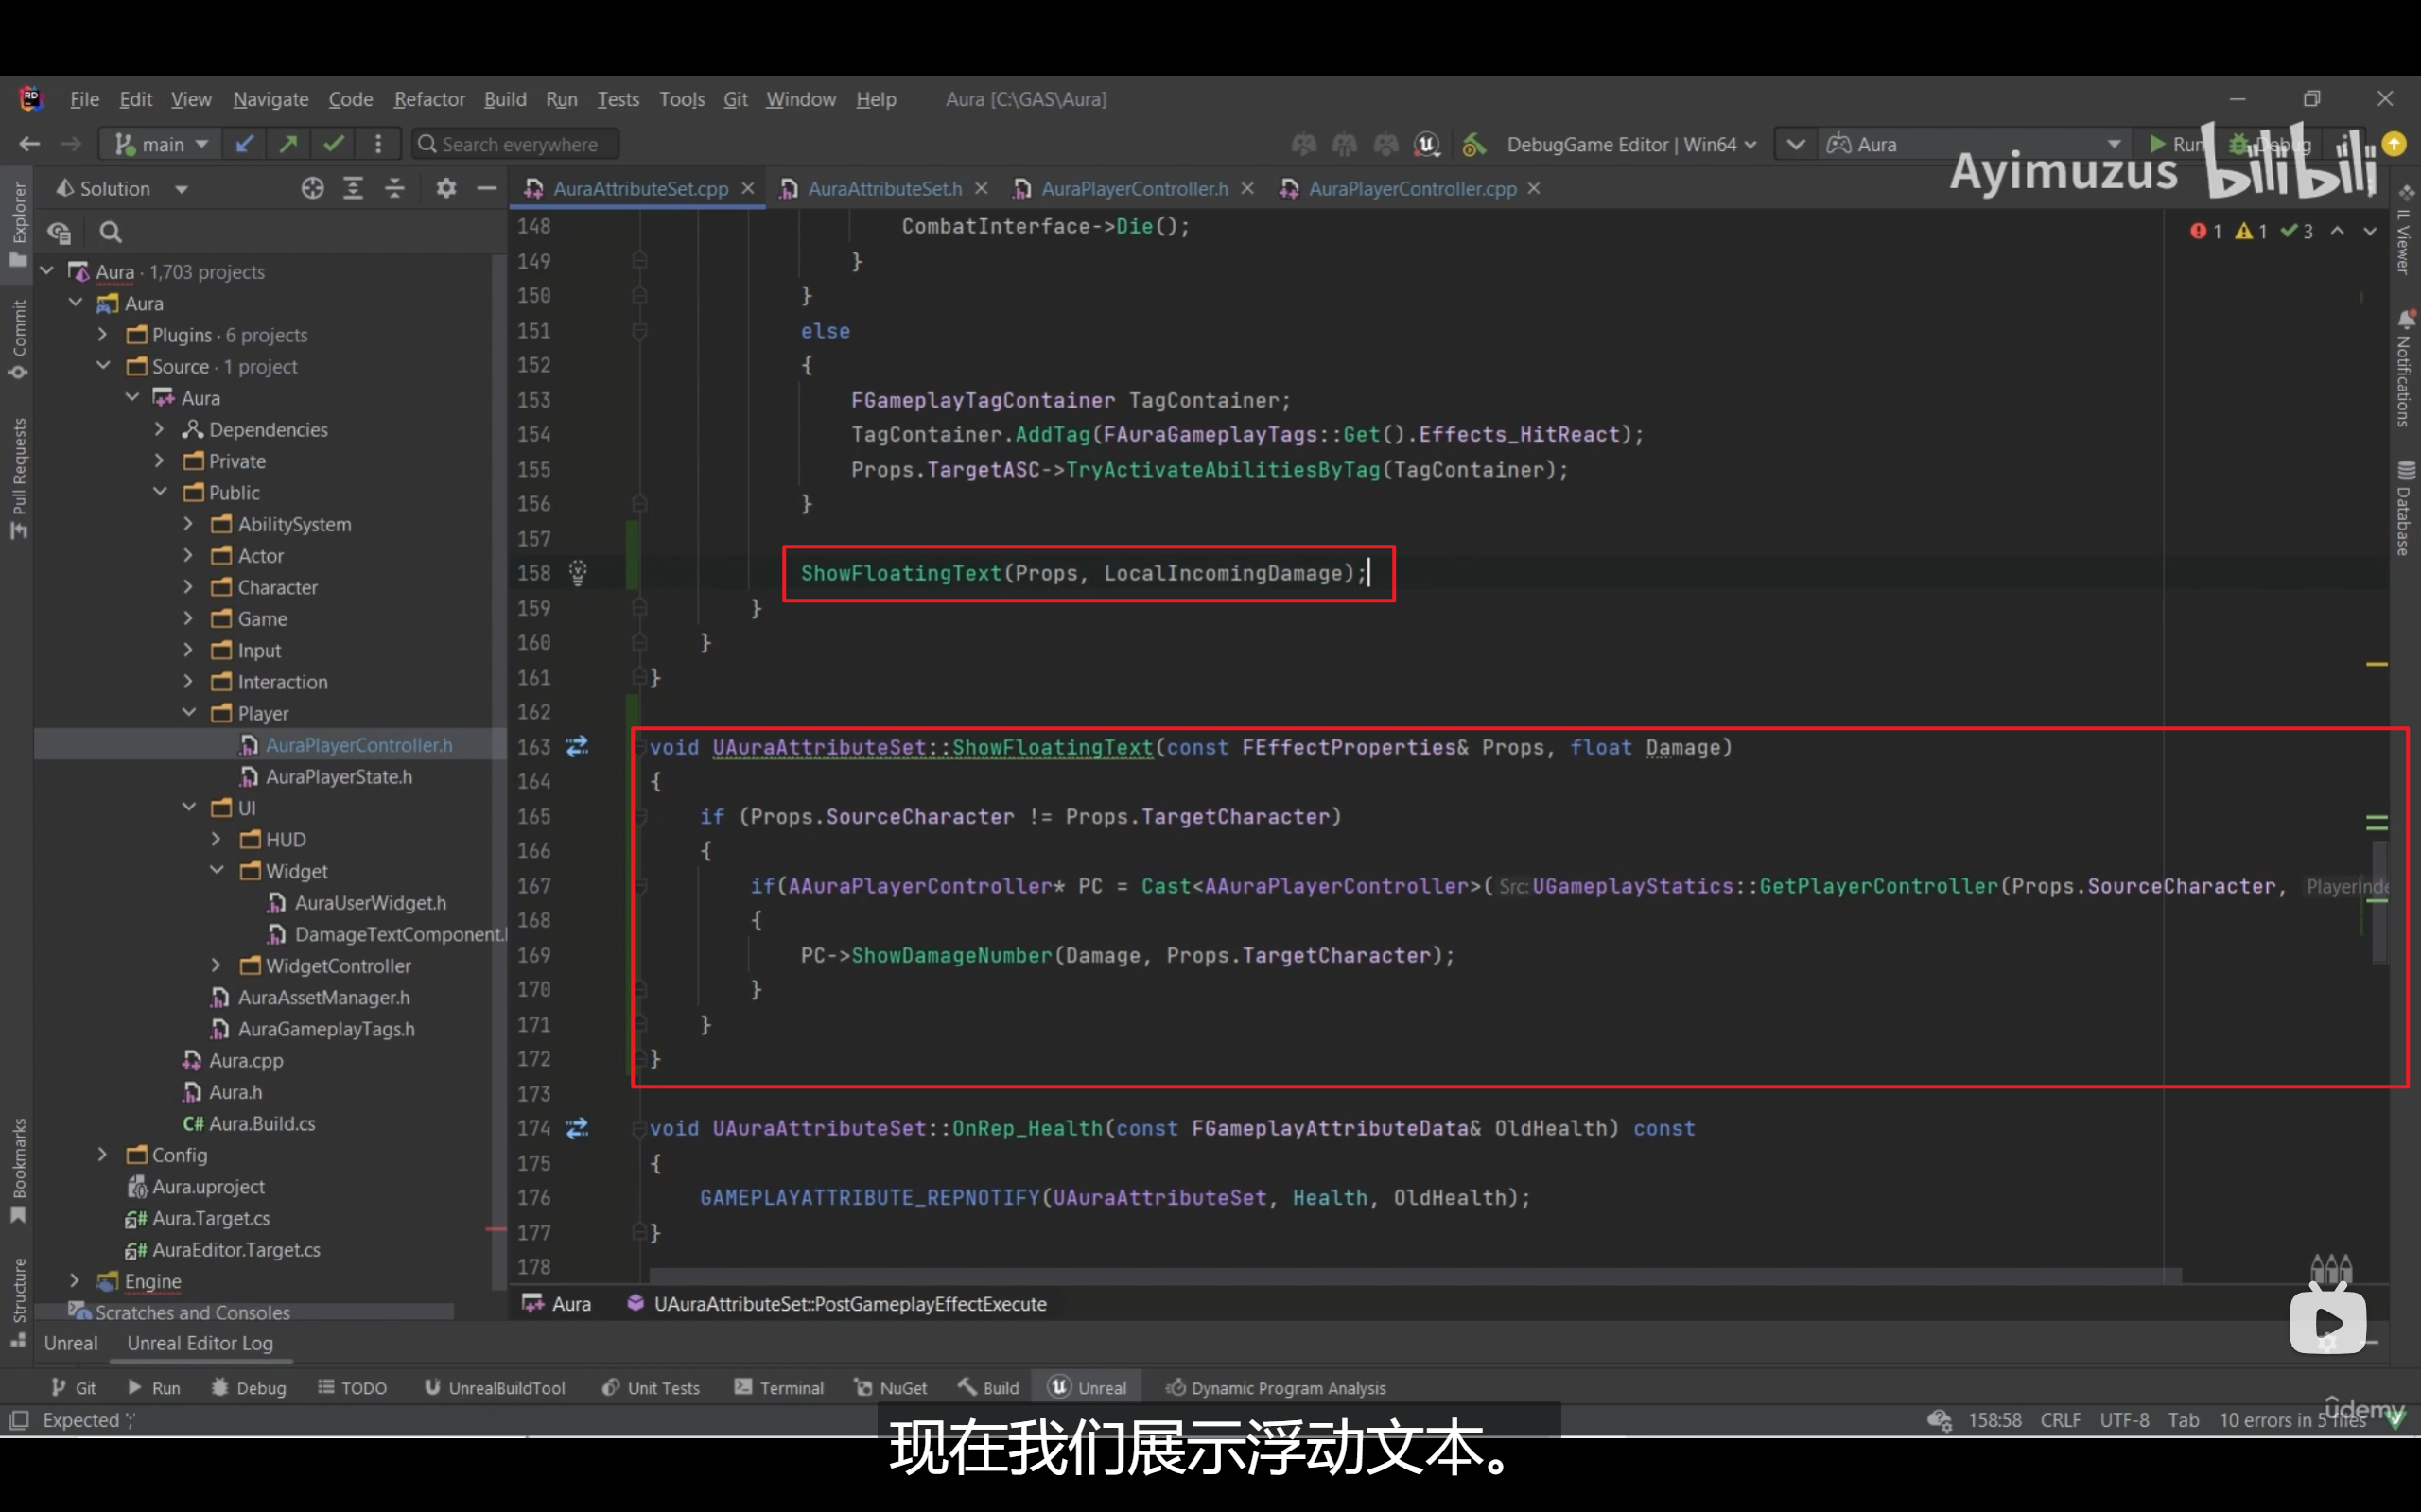 File Edit View Navigate Code Refactor Build Run Tests Tools Git Window Help Aura [C:\GAS\Aura]
main Search everywhere DebugGame Editor | Win64 Aura Run Debug
Ayimuzus bilibili
Solution AuraAttributeSet.cpp AuraAttributeSet.h AuraPlayerController.h AuraPlayerController.cpp
1 1 3
Explorer
Commit
Pull Requests
Bookmarks
Structure
Aura · 1,703 projects
Aura
Plugins · 6 projects
Source · 1 project
Aura
Dependencies
Private
Public
AbilitySystem
Actor
Character
Game
Input
Interaction
Player
AuraPlayerController.h
AuraPlayerState.h
UI
HUD
Widget
AuraUserWidget.h
DamageTextComponent.
WidgetController
AuraAssetManager.h
AuraGameplayTags.h
Aura.cpp
Aura.h
C# Aura.Build.cs
Config
Aura.uproject
Aura.Target.cs
AuraEditor.Target.cs
Engine
Scratches and Consoles
148 CombatInterface->Die();
149 }
150 }
151 else
152 {
153 FGameplayTagContainer TagContainer;
154 TagContainer.AddTag(FAuraGameplayTags::Get().Effects_HitReact);
155 Props.TargetASC->TryActivateAbilitiesByTag(TagContainer);
156 }
157
158 ShowFloatingText(Props, LocalIncomingDamage);
159 }
160 }
161 }
162
163 void UAuraAttributeSet::ShowFloatingText(const FEffectProperties& Props, float Damage)
164 {
165 if (Props.SourceCharacter != Props.TargetCharacter)
166 {
167 if(AAuraPlayerController* PC = Cast<AAuraPlayerController>( Src: UGameplayStatics::GetPlayerController(Props.SourceCharacter, PlayerInde
168 {
169 PC->ShowDamageNumber(Damage, Props.TargetCharacter);
170 }
171 }
172 }
173
174 void UAuraAttributeSet::OnRep_Health(const FGameplayAttributeData& OldHealth) const
175 {
176 GAMEPLAYATTRIBUTE_REPNOTIFY(UAuraAttributeSet, Health, OldHealth);
177 }
178
IL Viewer
Notifications
Database
Aura UAuraAttributeSet::PostGameplayEffectExecute
Unreal Unreal Editor Log
Git Run Debug TODO UnrealBuildTool Unit Tests Terminal NuGet Build Unreal Dynamic Program Analysis
Expected ';' 158:58 CRLF UTF-8 Tab 10 errors in 5 files
udemy
现在我们展示浮动文本。